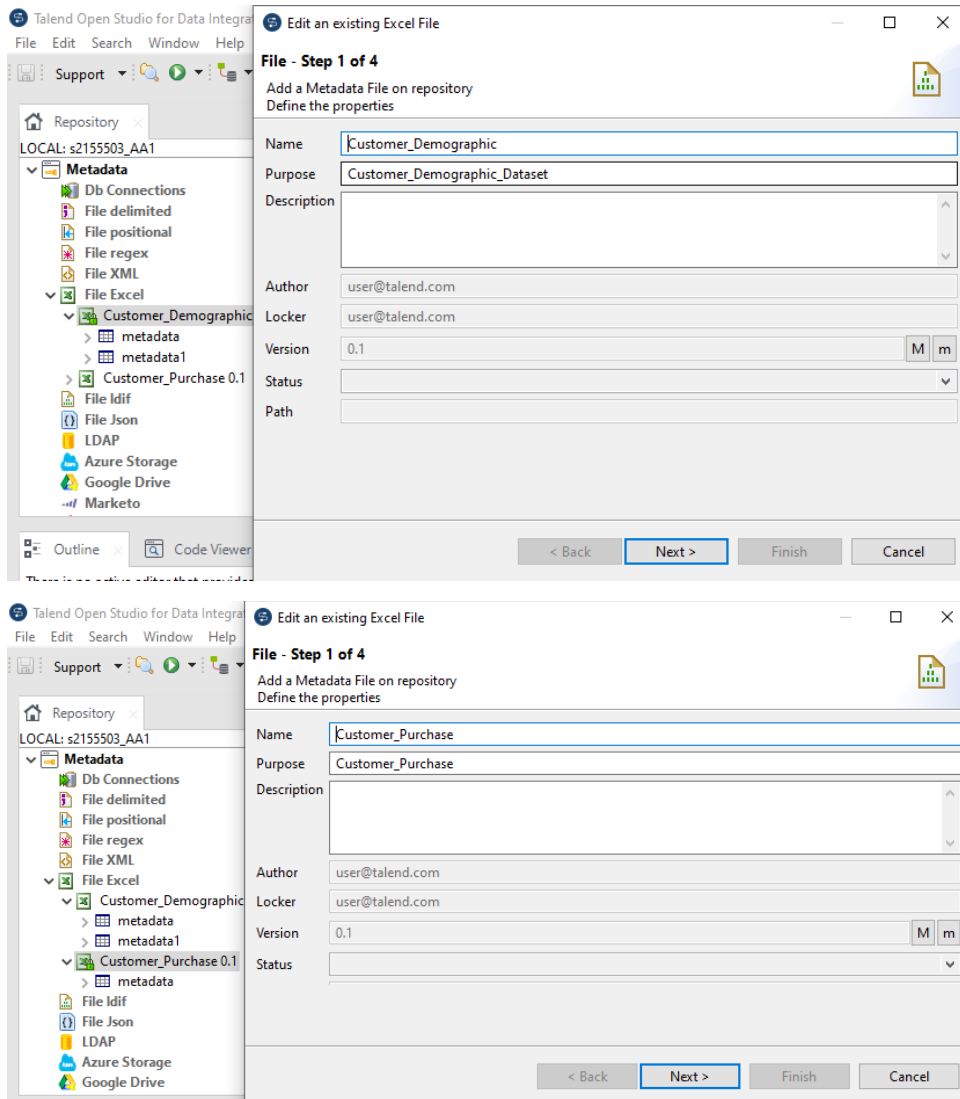 Talend Open Studio for Data Integra
File Edit Search Window Help
Support
Repository
LOCAL: s2155503_AA1
Metadata
Db Connections
File delimited
File positional
File regex
File XML
File Excel
Customer_Demographic
metadata
metadata1
Customer_Purchase 0.1
File ldif
File Json
LDAP
Azure Storage
Google Drive
Marketo
Outline
Code Viewer
Edit an existing Excel File
File - Step 1 of 4
Add a Metadata File on repository
Define the properties
Name Customer_Demographic
Purpose Customer_Demographic_Dataset
Description
Author user@talend.com
Locker user@talend.com
Version 0.1 M m
Status
Path
< Back Next > Finish Cancel
Talend Open Studio for Data Integra
File Edit Search Window Help
Support
Repository
LOCAL: s2155503_AA1
Metadata
Db Connections
File delimited
File positional
File regex
File XML
File Excel
Customer_Demographic
metadata
metadata1
Customer_Purchase 0.1
metadata
File ldif
File Json
LDAP
Azure Storage
Google Drive
Edit an existing Excel File
File - Step 1 of 4
Add a Metadata File on repository
Define the properties
Name Customer_Purchase
Purpose Customer_Purchase
Description
Author user@talend.com
Locker user@talend.com
Version 0.1 M m
Status
< Back Next > Finish Cancel